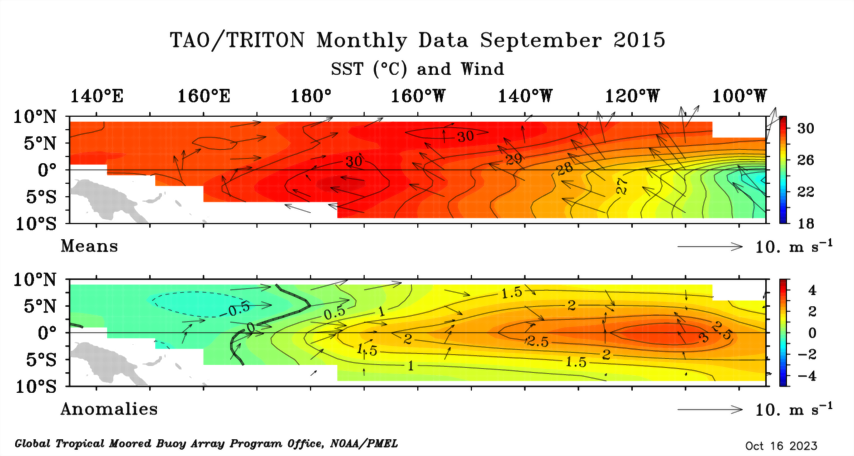 TAO/TRITON Monthly Data September 2015
SST (°C) and Wind
140°E 160°E 180° 160°W 140°W 120°W 100°W
10°N
5°N
0°
5°S
10°S
30
30
29
28
27
30
26
22
18
Means
10. m s⁻¹
10°N
5°N
0°
5°S
10°S
-0.5
0
0.5
1
1.5
2
2.5
3
2
2.5
1.5
2
1.5
1
4
2
0
−2
−4
Anomalies
10. m s⁻¹
Global Tropical Moored Buoy Array Program Office, NOAA/PMEL
Oct 16 2023